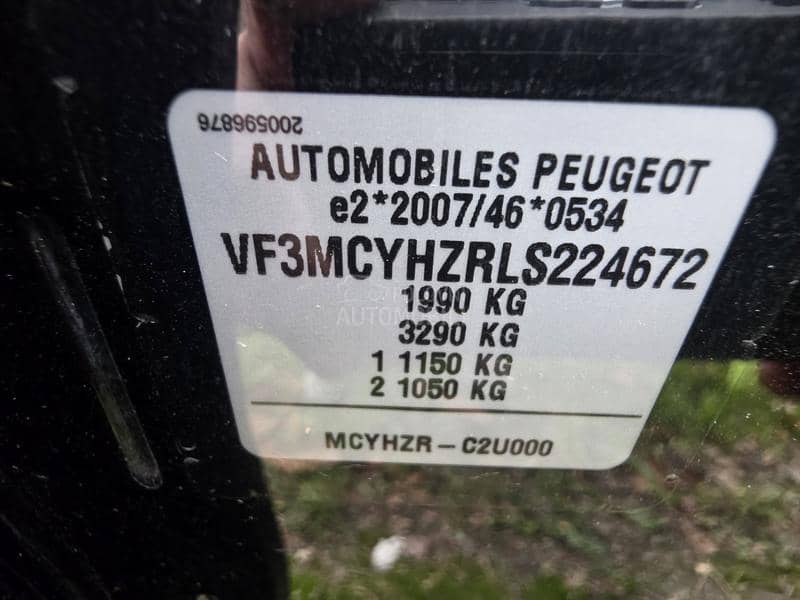 200596876
AUTOMOBILES PEUGEOT
e2*2007/46*0534
VF3MCYHZRLS224672
1990 KG
3290 KG
1 1150 KG
2 1050 KG
MCYHZR – C2U000